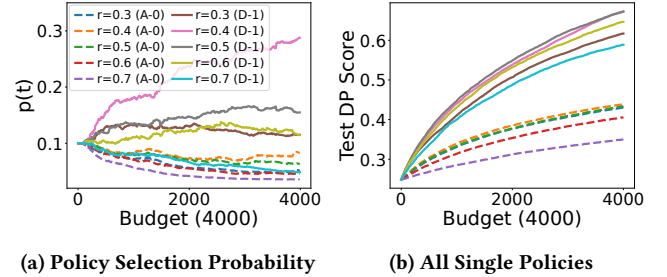 r=0.3 (A-0) r=0.3 (D-1)
r=0.4 (A-0) r=0.4 (D-1)
r=0.5 (A-0) r=0.5 (D-1)
r=0.6 (A-0) r=0.6 (D-1)
r=0.7 (A-0) r=0.7 (D-1)
p(t)
0.3
0.2
0.1
0 2000 4000
Budget (4000)
(a) Policy Selection Probability
Test DP Score
0.6
0.5
0.4
0.3
0 2000 4000
Budget (4000)
(b) All Single Policies